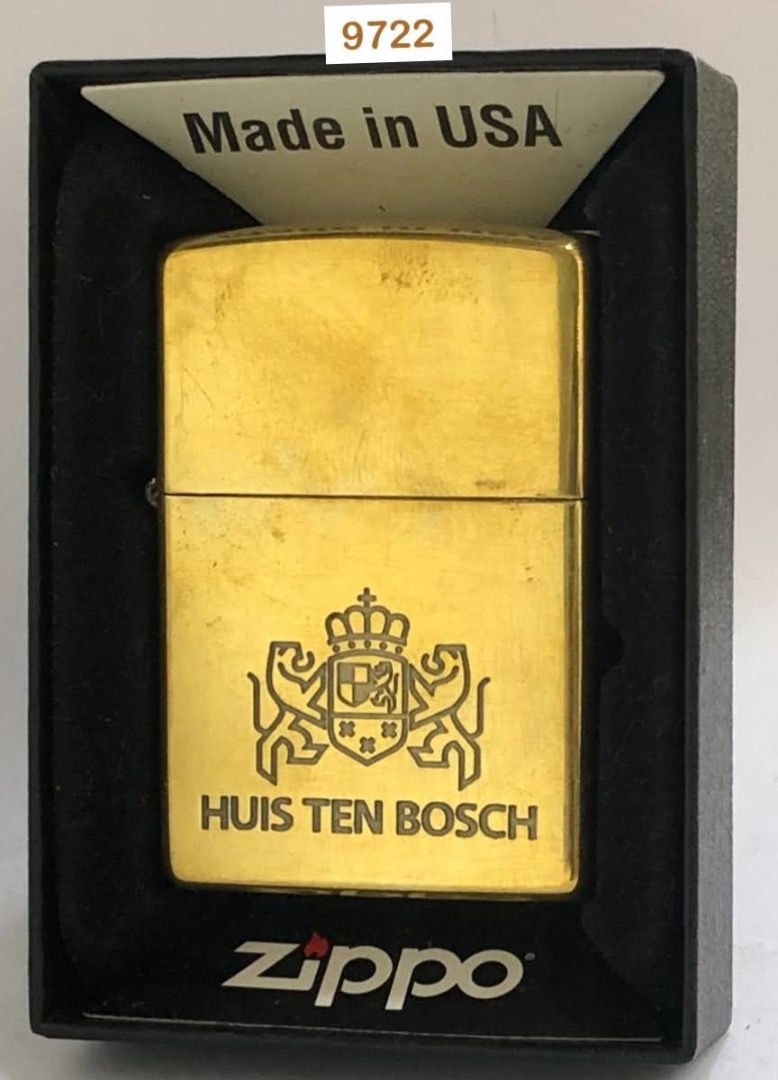 9722
Made in USA
HUIS TEN BOSCH
zippo